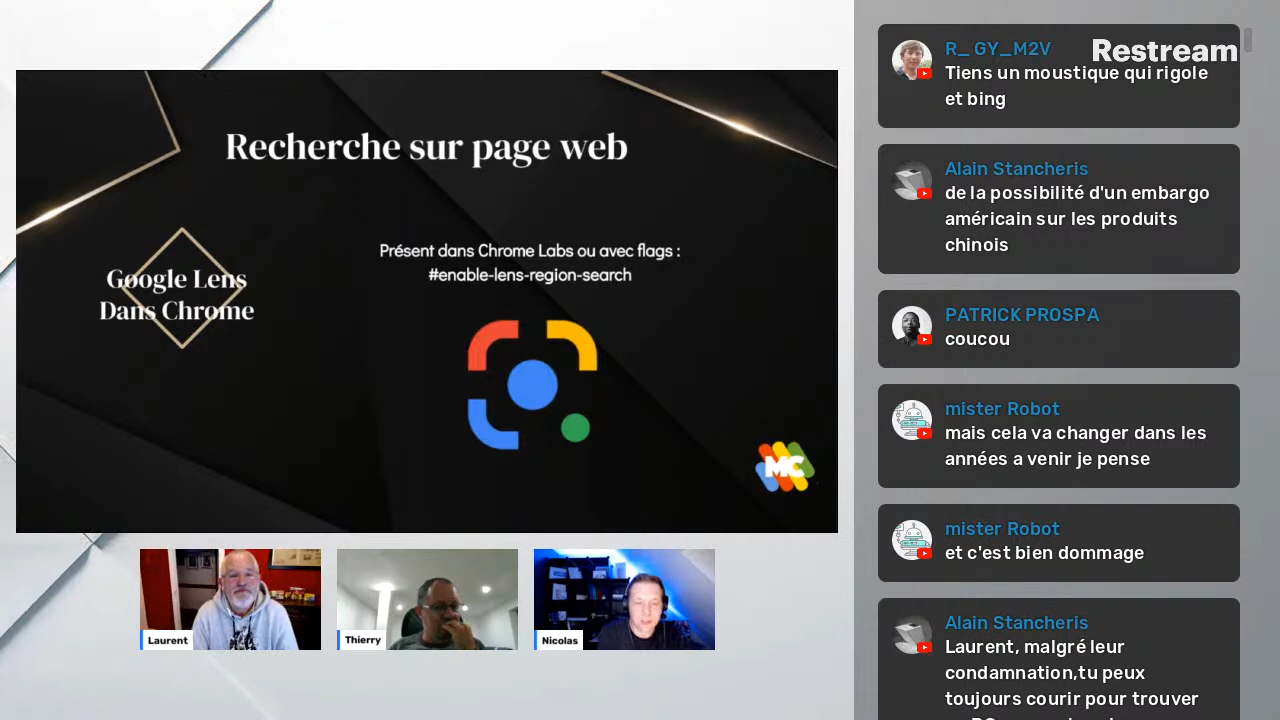 Recherche sur page web
Google Lens
Dans Chrome
Présent dans Chrome Labs ou avec flags :
#enable-lens-region-search
MC
Laurent
Thierry
Nicolas
Restream
R_ GY_M2V
Tiens un moustique qui rigole
et bing
Alain Stancheris
de la possibilité d'un embargo
américain sur les produits
chinois
PATRICK PROSPA
coucou
mister Robot
mais cela va changer dans les
années a venir je pense
mister Robot
et c'est bien dommage
Alain Stancheris
Laurent, malgré leur
condamnation,tu peux
toujours courir pour trouver